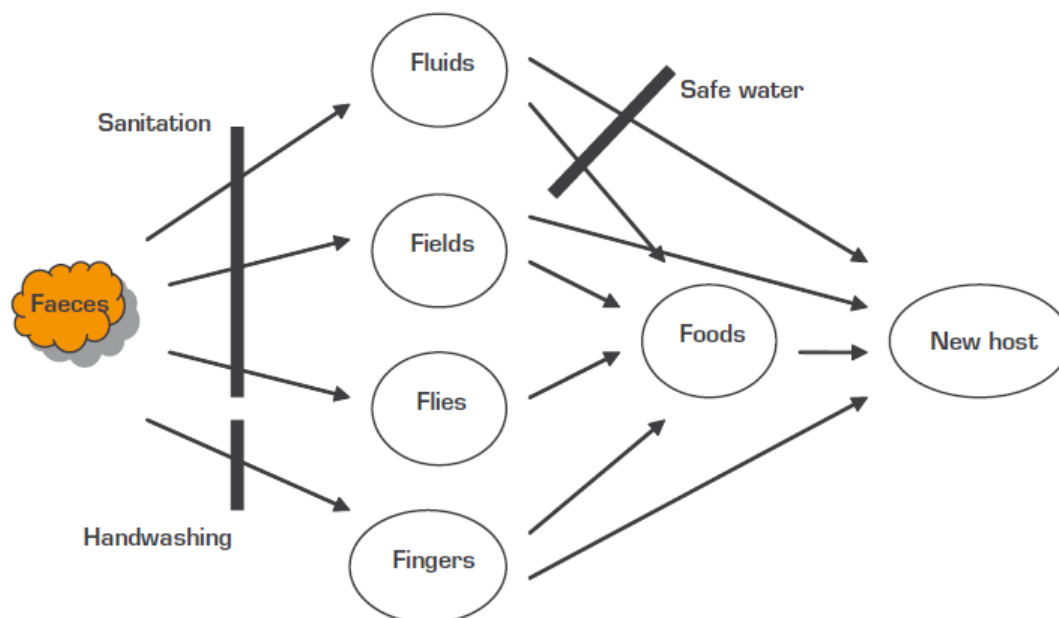 Fluids
Safe water
Sanitation
Fields
Faeces
Foods
New host
Flies
Handwashing
Fingers